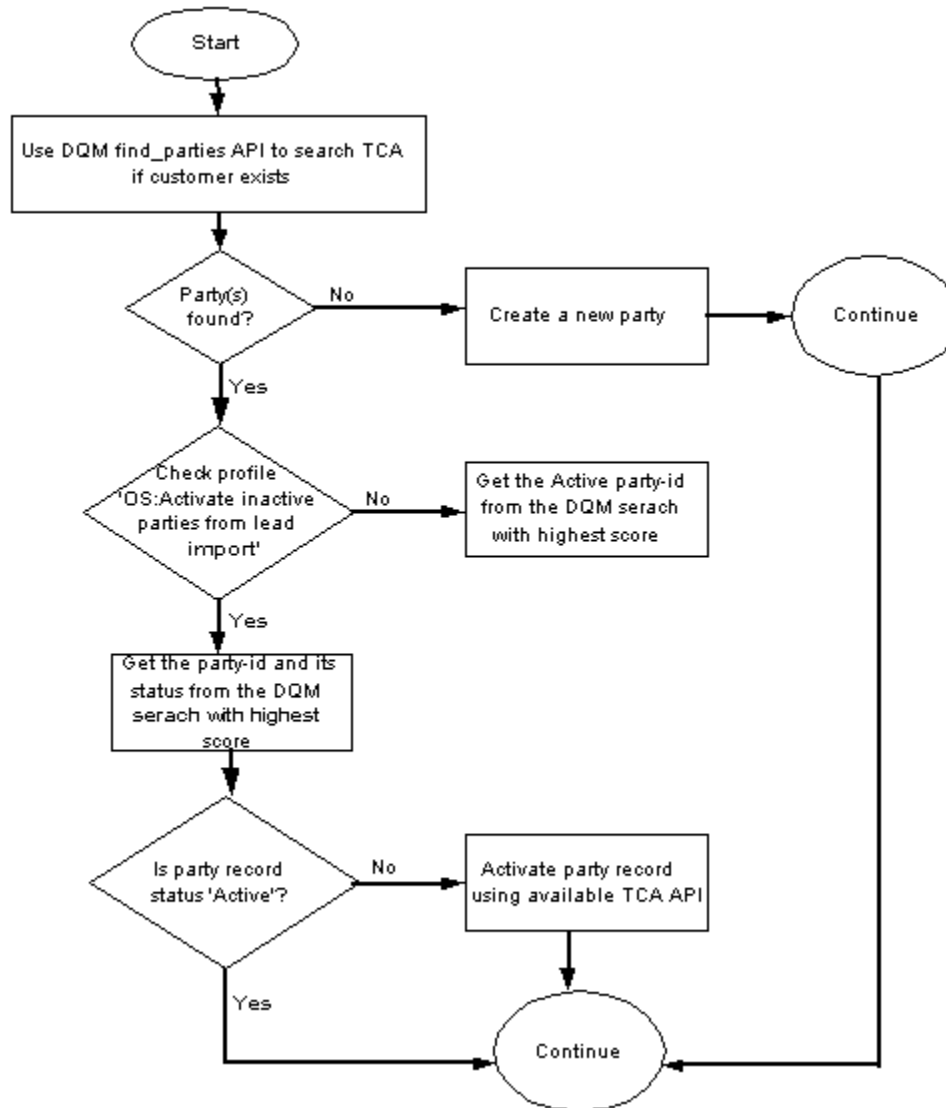 Start
Use DQM find_parties API to search TCA
if customer exists
Party(s)
found?
No
Create a new party
Continue
Yes
Check profile
'OS:Activate inactive
parties from lead
import'
No
Get the Active party-id
from the DQM serach
with highest score
Yes
Get the party-id and its
status from the DQM
serach with highest
score
Is party record
status 'Active'?
No
Activate party record
using available TCA API
Yes
Continue